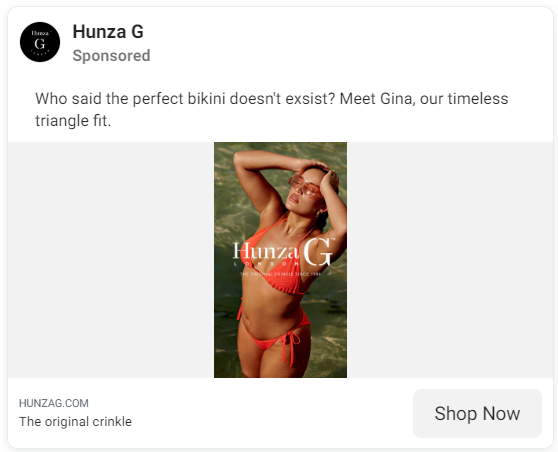 Hunza
G
Hunza G
Sponsored
Who said the perfect bikini doesn't exsist? Meet Gina, our timeless
triangle fit.
Hunza G
LONDON
THE ORIGINAL CRINKLE SINCE 1984
HUNZAG.COM
The original crinkle
Shop Now